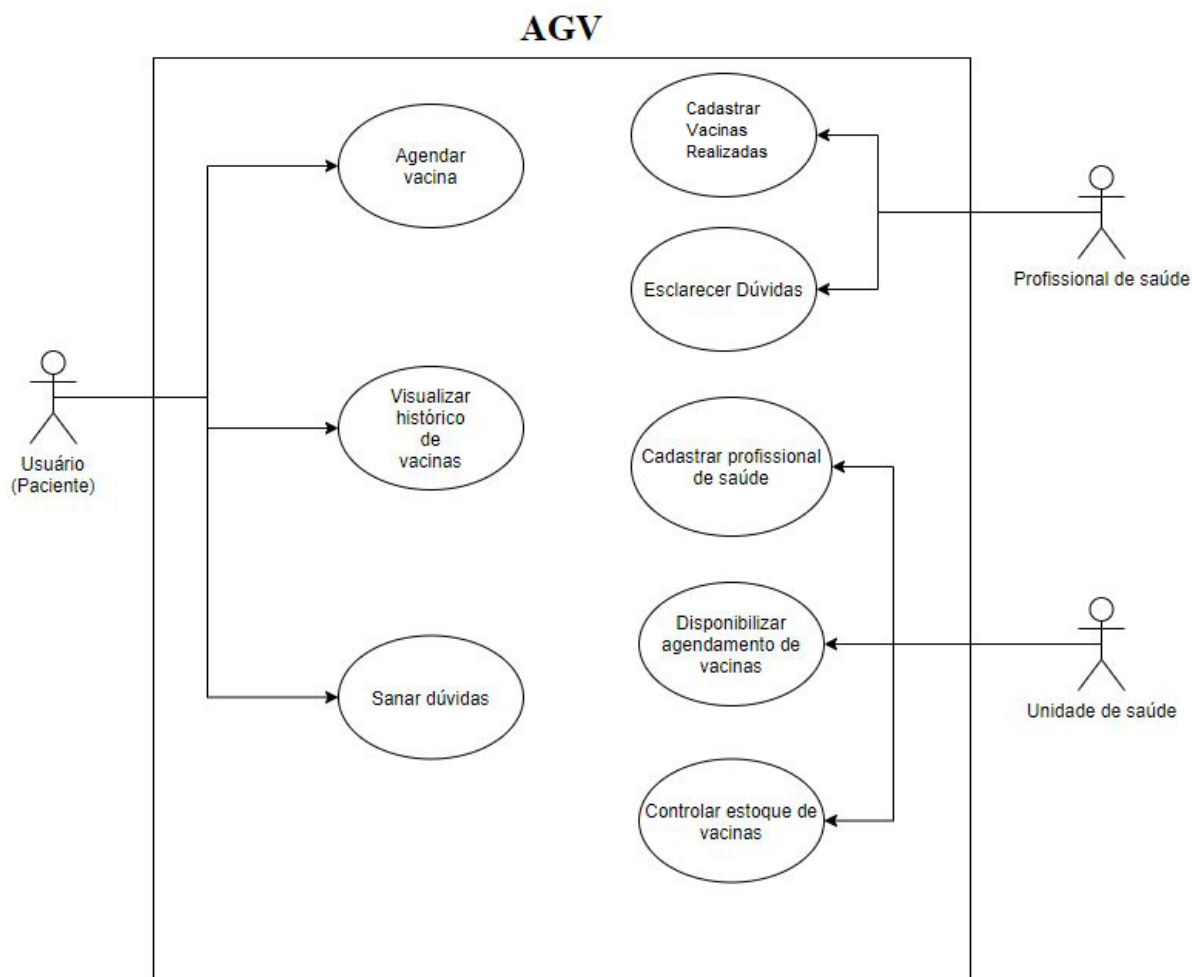 AGV
Agendar
vacina
Visualizar
histórico
de
vacinas
Sanar dúvidas
Usuário
(Paciente)
Cadastrar
Vacinas
Realizadas
Esclarecer Dúvidas
Profissional de saúde
Cadastrar profissional
de saúde
Disponibilizar
agendamento de
vacinas
Controlar estoque de
vacinas
Unidade de saúde